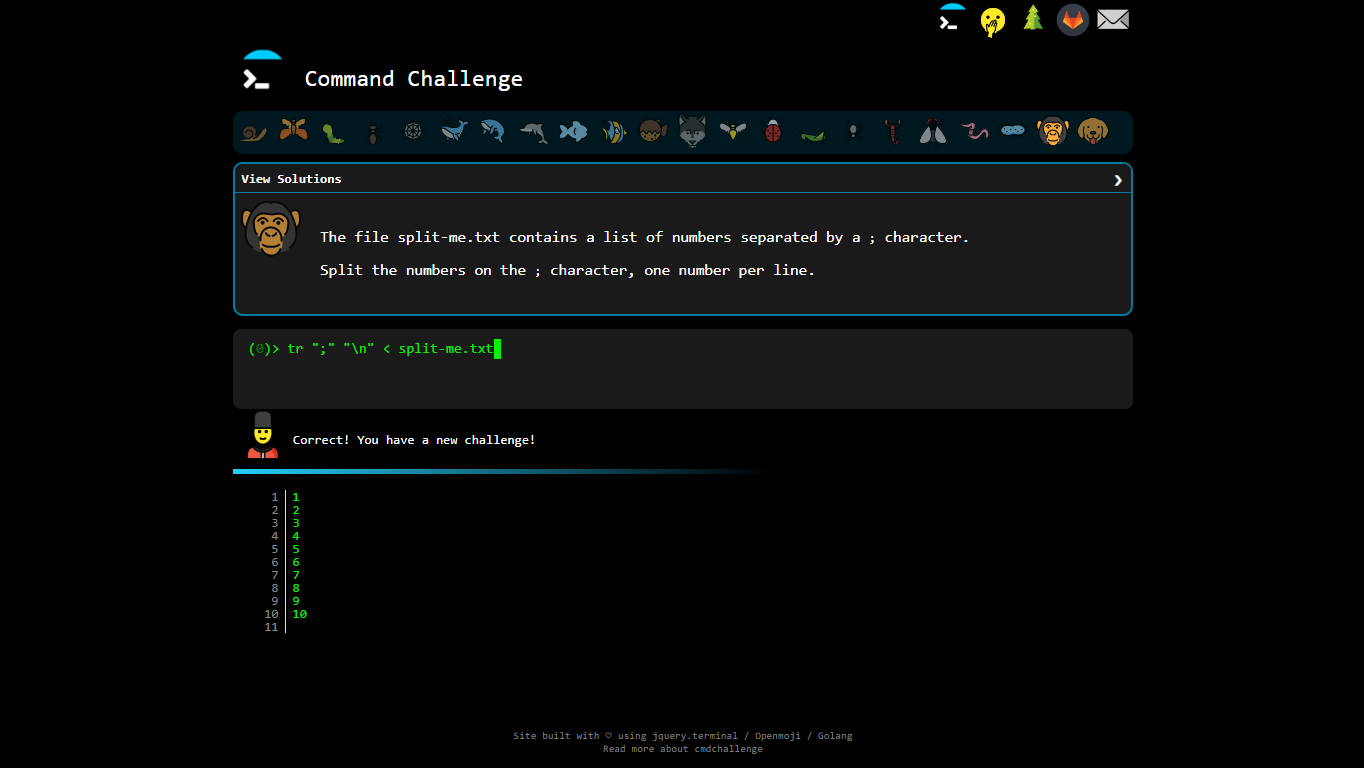 Command Challenge
View Solutions ❯
The file split-me.txt contains a list of numbers separated by a ; character.
Split the numbers on the ; character, one number per line.
(0)> tr ";" "\n" < split-me.txt
Correct! You have a new challenge!
1 1
2 2
3 3
4 4
5 5
6 6
7 7
8 8
9 9
10 10
11
Site built with ♡ using jquery.terminal / Openmoji / Golang
Read more about cmdchallenge